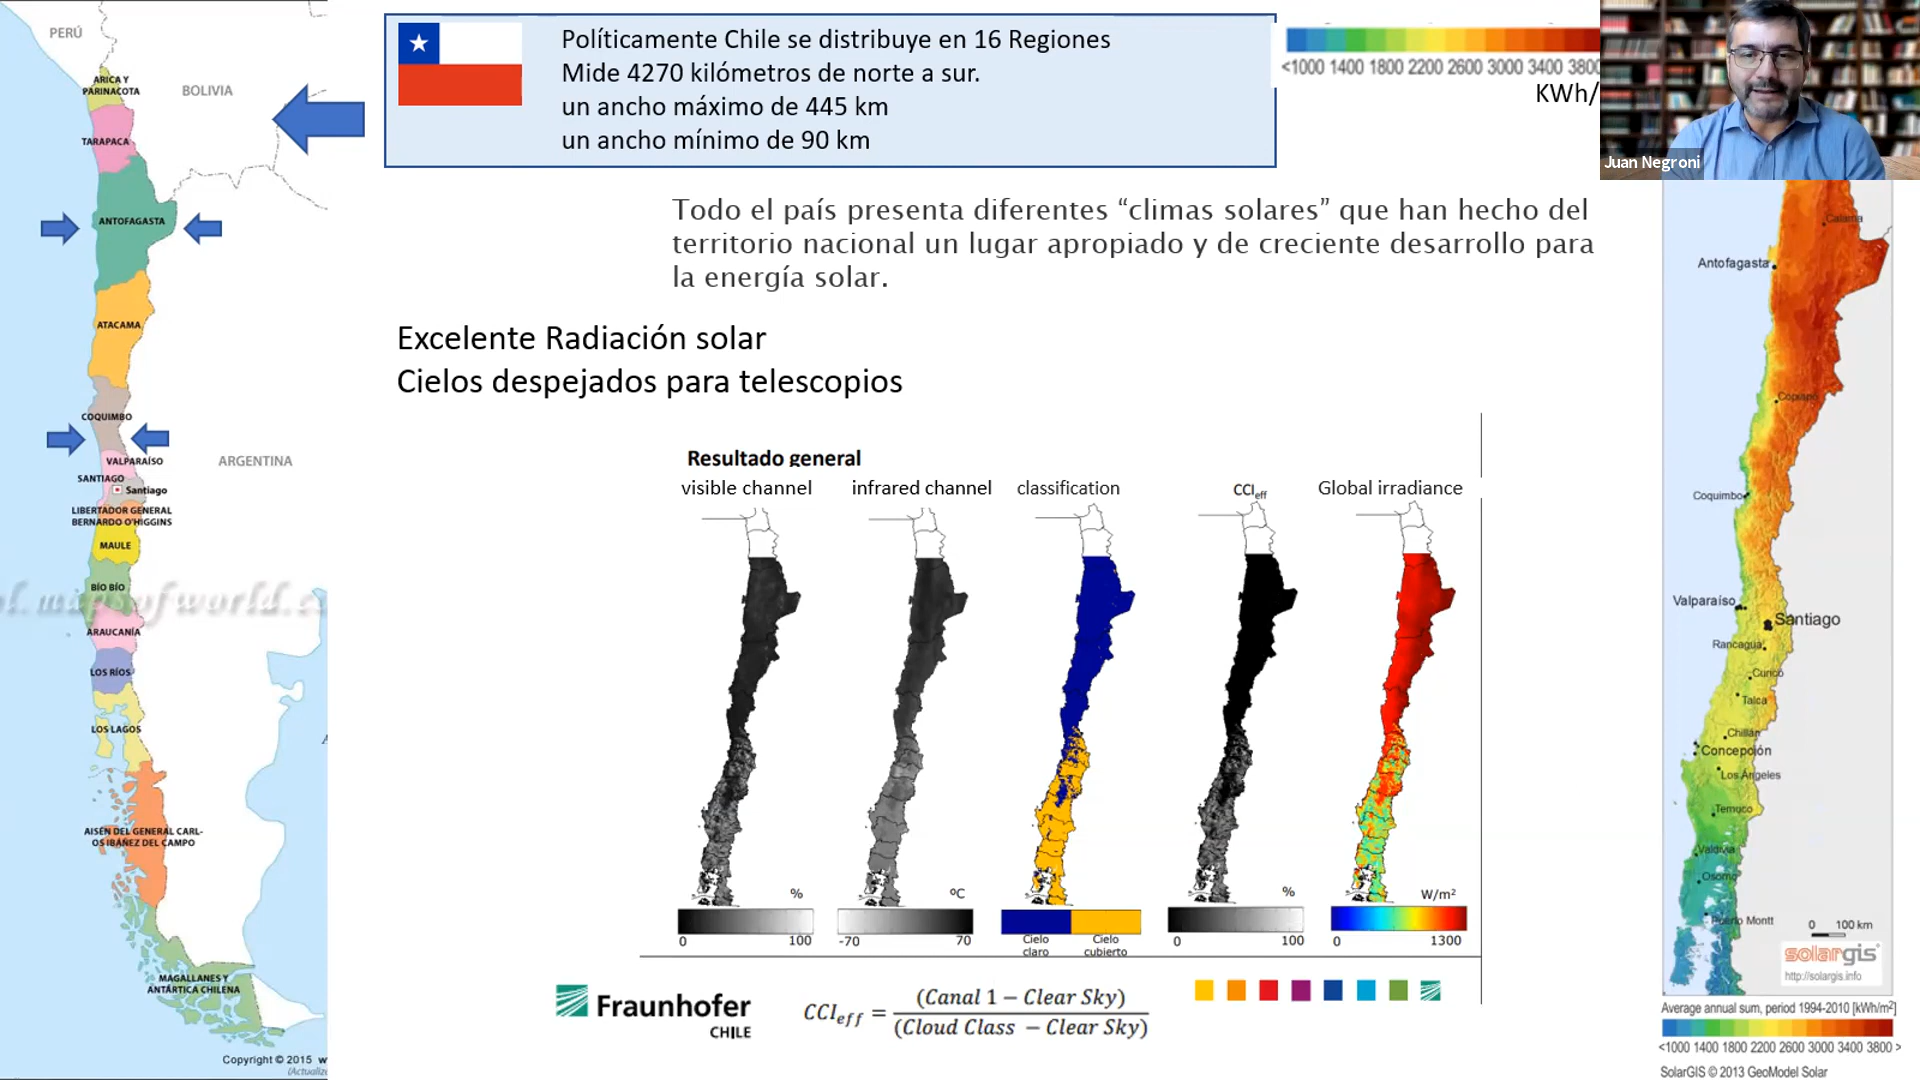 PERÚ
BOLIVIA
ARGENTINA
ARICA Y
PARINACOTA
TARAPACA
ANTOFAGASTA
ATACAMA
COQUIMBO
VALPARAÍSO
SANTIAGO
Santiago
LIBERTADOR GENERAL
BERNARDO O'HIGGINS
MAULE
BÍO BÍO
ARAUCANÍA
LOS RÍOS
LOS LAGOS
AISEN DEL GENERAL CARL-
OS IBAÑEZ DEL CAMPO
MAGALLANES Y
ANTÁRTICA CHILENA
Copyright © 2015
Políticamente Chile se distribuye en 16 Regiones
Mide 4270 kilómetros de norte a sur.
un ancho máximo de 445 km
un ancho mínimo de 90 km
<1000 1400 1800 2200 2600 3000 3400 3800
KWh/
Juan Negroni
Todo el país presenta diferentes “climas solares” que han hecho del
territorio nacional un lugar apropiado y de creciente desarrollo para
la energía solar.
Excelente Radiación solar
Cielos despejados para telescopios
Resultado general
visible channel infrared channel classification CCIeff Global irradiance
% ºC % W/m²
0 100 -70 70 Cielo claro Cielo cubierto 0 100 0 1300
Fraunhofer
CHILE
CCIeff = (Canal 1 − Clear Sky) / (Cloud Class − Clear Sky)
Calama
Antofagasta
Copiapo
Coquimbo
Valparaíso
Santiago
Rancagua
Curicó
Talca
Chillán
Concepción
Los Ángeles
Temuco
Valdivia
Osorno
Puerto Montt
0 100 km
solargis
http://solargis.info
Average annual sum, period 1994-2010 [kWh/m²]
<1000 1400 1800 2200 2600 3000 3400 3800 >
SolarGIS © 2013 GeoModel Solar